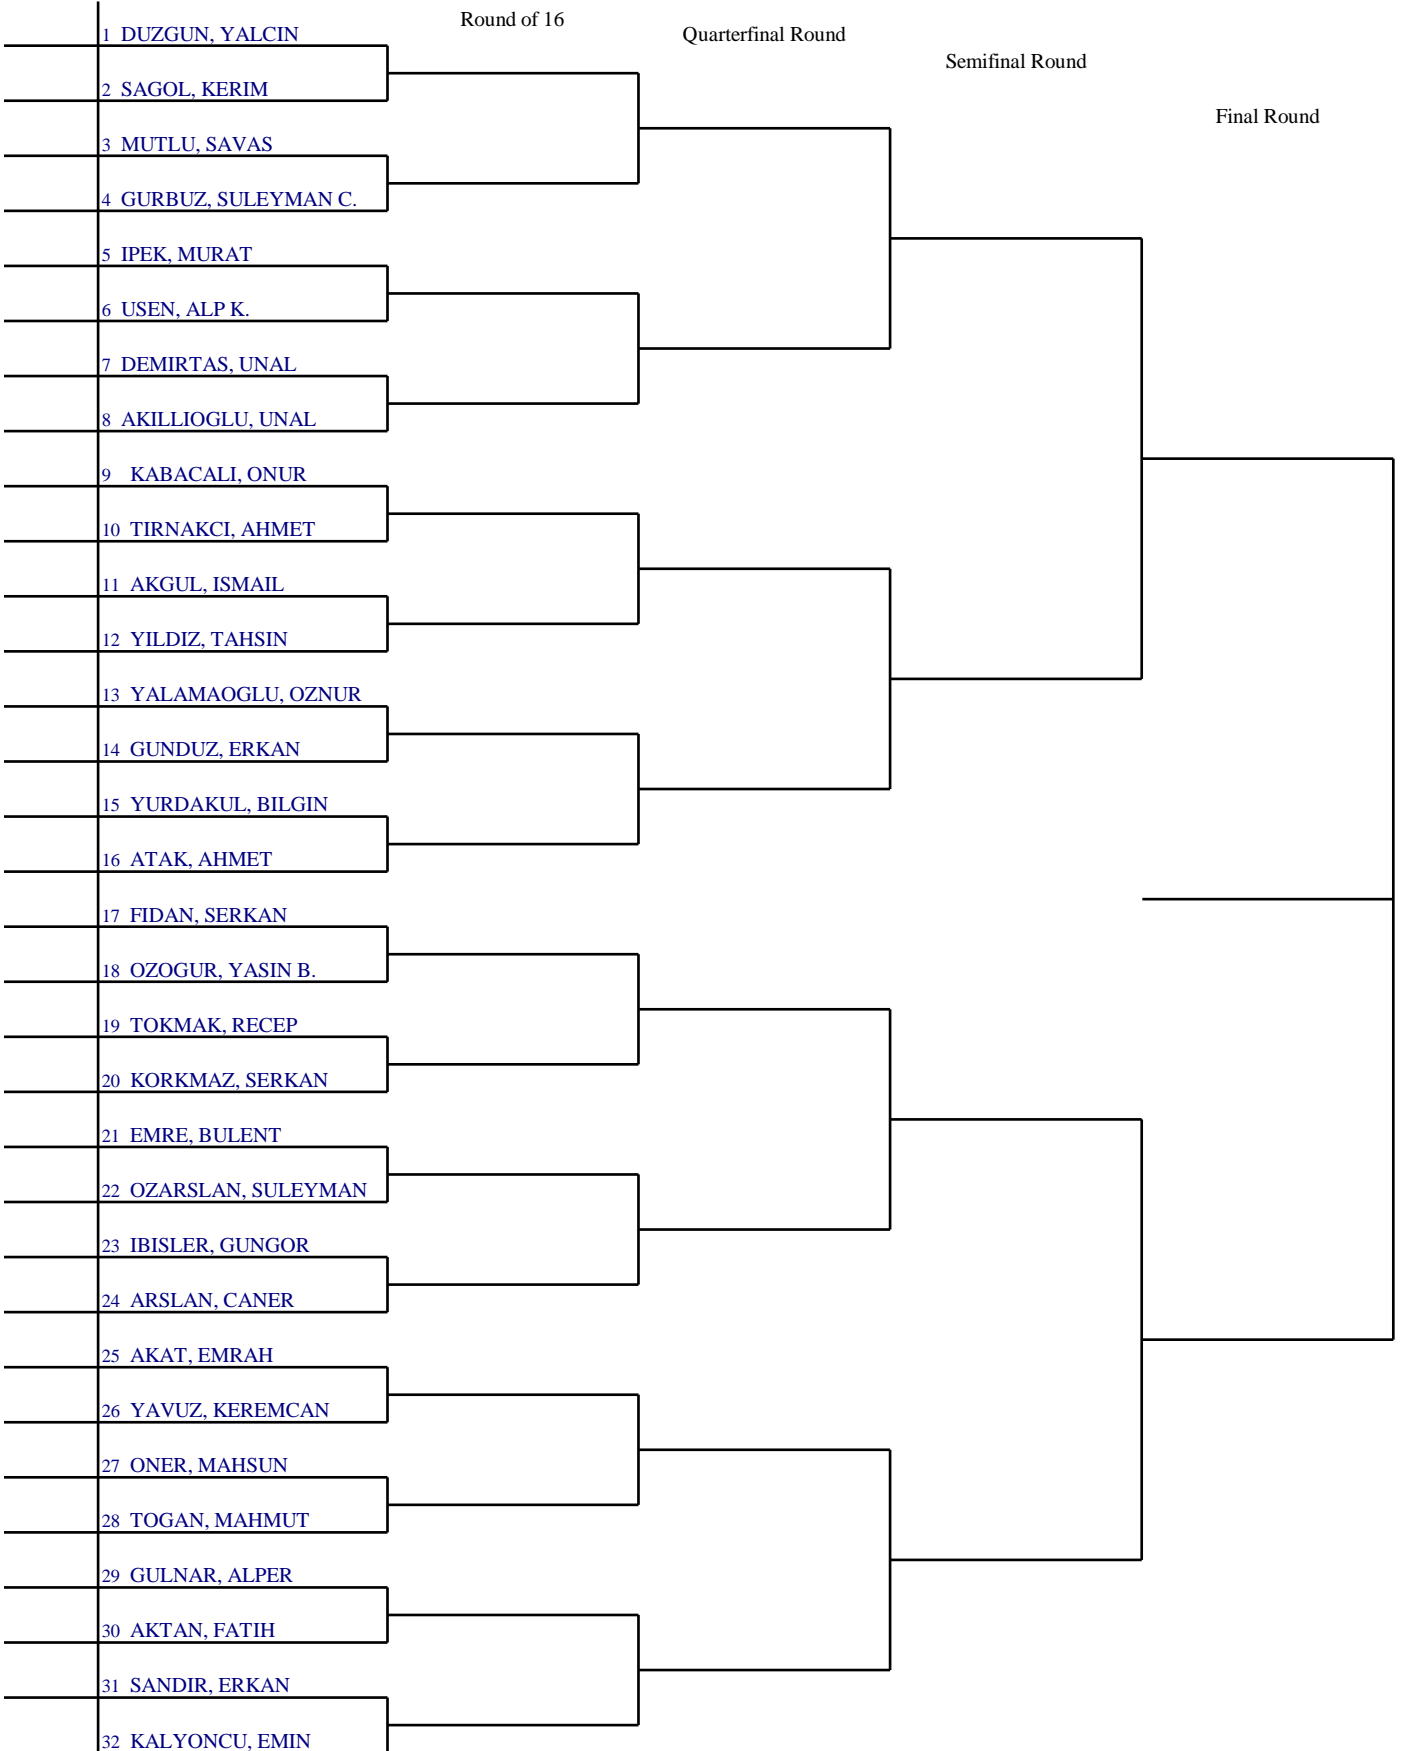 Round of 16
Quarterfinal Round
Semifinal Round
Final Round
1 DUZGUN, YALCIN
2 SAGOL, KERIM
3 MUTLU, SAVAS
4 GURBUZ, SULEYMAN C.
5 IPEK, MURAT
6 USEN, ALP K.
7 DEMIRTAS, UNAL
8 AKILLIOGLU, UNAL
9 KABACALI, ONUR
10 TIRNAKCI, AHMET
11 AKGUL, ISMAIL
12 YILDIZ, TAHSIN
13 YALAMAOGLU, OZNUR
14 GUNDUZ, ERKAN
15 YURDAKUL, BILGIN
16 ATAK, AHMET
17 FIDAN, SERKAN
18 OZOGUR, YASIN B.
19 TOKMAK, RECEP
20 KORKMAZ, SERKAN
21 EMRE, BULENT
22 OZARSLAN, SULEYMAN
23 IBISLER, GUNGOR
24 ARSLAN, CANER
25 AKAT, EMRAH
26 YAVUZ, KEREMCAN
27 ONER, MAHSUN
28 TOGAN, MAHMUT
29 GULNAR, ALPER
30 AKTAN, FATIH
31 SANDIR, ERKAN
32 KALYONCU, EMIN